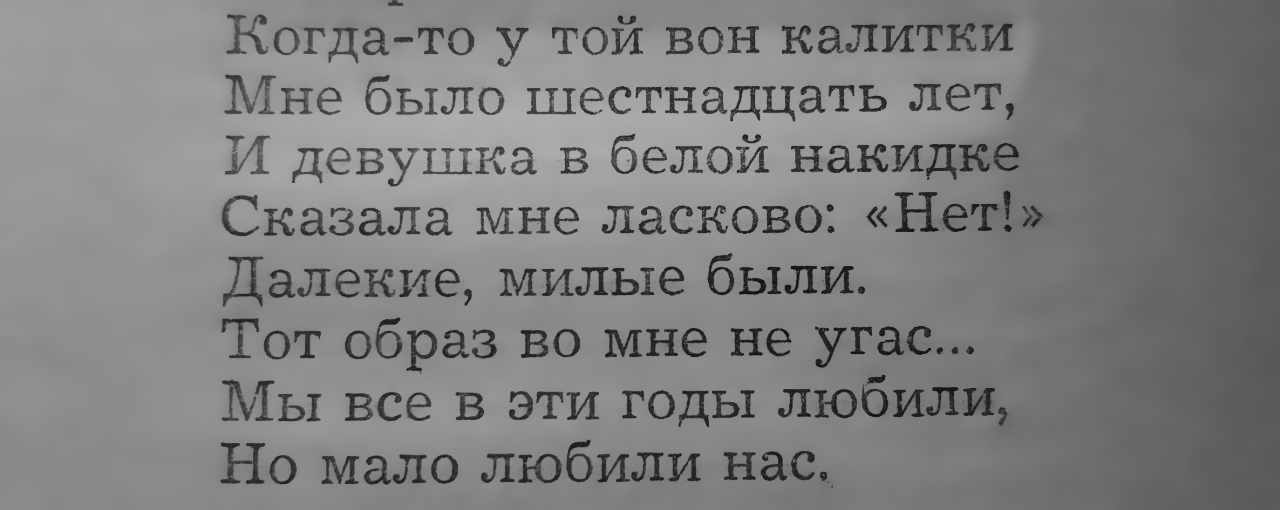 Когда-то у той вон калитки
Мне было шестнадцать лет,
И девушка в белой накидке
Сказала мне ласково: «Нет!»
Далекие, милые были.
Тот образ во мне не угас...
Мы все в эти годы любили,
Но мало любили нас.